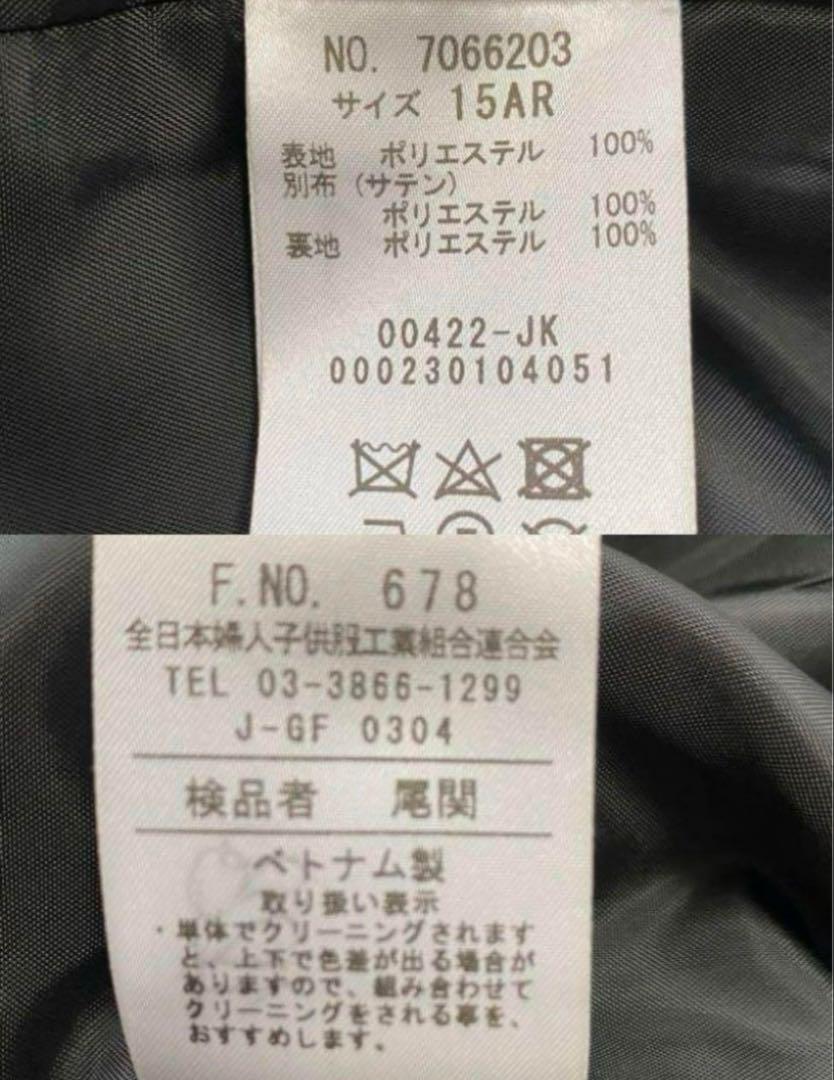 NO. 7066203
サイズ 15AR
表地 ポリエステル 100%
別布(サテン)
ポリエステル 100%
裏地 ポリエステル 100%
00422-JK
000230104051
F.NO. 678
全日本婦人子供服工業組合連合会
TEL 03-3866-1299
J-GF 0304
検品者 尾関
ベトナム製
取り扱い表示
・単体でクリーニングされます
と、上下で色差が出る場合が
ありますので、組み合わせて
クリーニングをされる事を、
おすすめします。